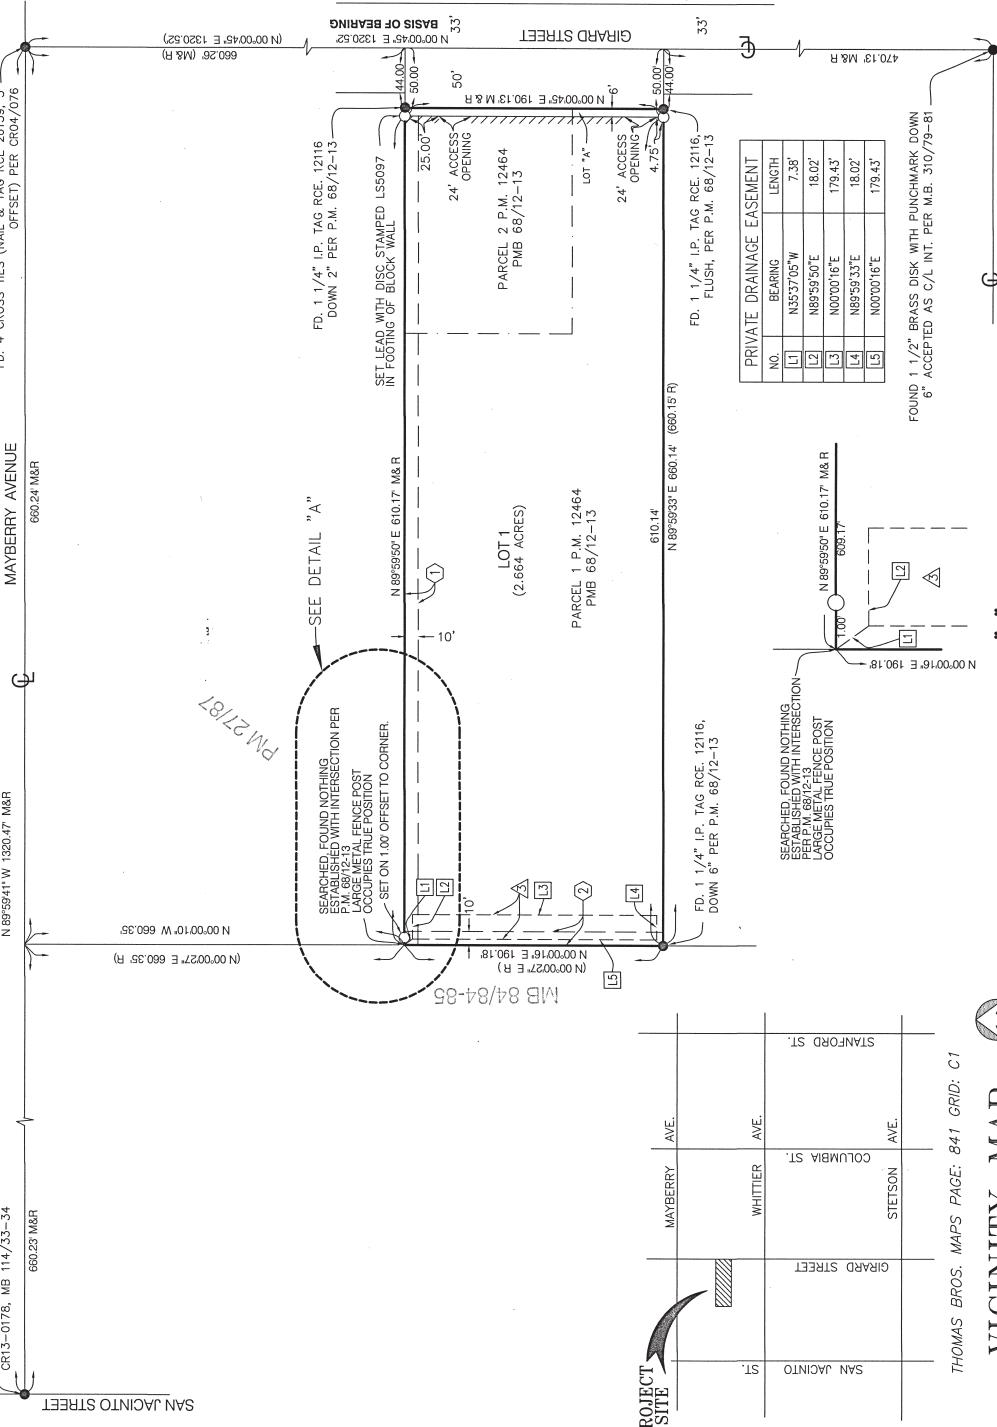 SAN JACINTO STREET
CR13-0178, MB 114/33-34
660.23' M&R
N 89°59'41" W 1320.47' M&R
MAYBERRY AVENUE
660.24' M&R
OFFSET) PER CR04/076
660.26' (M& R)
(N 00°00'45" E 1320.52')
N 00°00'45" E 1320.52'
BASIS OF BEARING
33'
GIRARD STREET
33'
470.13' M& R
N 00°00'10" W 660.35'
(N 00°00'27" E 660.35' R)
PM 27/87
MB 84/84-85
SEE DETAIL "A"
SEARCHED, FOUND NOTHING
ESTABLISHED WITH INTERSECTION PER
P.M. 68/12-13
LARGE METAL FENCE POST
OCCUPIES TRUE POSITION
SET ON 1.00' OFFSET TO CORNER.
FD. 1 1/4" I.P. TAG RCE. 12116
DOWN 2" PER P.M. 68/12-13
SET LEAD WITH DISC STAMPED LS5097
IN FOOTING OF BLOCK WALL
44.00'
50.00'
50'
N 00°00'45" E 190.13' M & R
6'
50.00'
44.00'
25.00'
24' ACCESS
OPENING
PARCEL 2 P.M. 12464
PMB 68/12-13
LOT "A"
24' ACCESS
OPENING
4.75'
N 89°59'50" E 610.17' M& R
1
10'
LOT 1
(2.664 ACRES)
PARCEL 1 P.M. 12464
PMB 68/12-13
610.14'
N 89°59'33" E 660.14' (660.15' R)
L1
L2
10'
3
L3
2
L4
L5
N 00°00'16" E 190.18'
(N 00°00'27" E R)
FD. 1 1/4" I.P. TAG RCE. 12116,
DOWN 6" PER P.M. 68/12-13
FD. 1 1/4" I.P. TAG RCE. 12116,
FLUSH, PER P.M. 68/12-13
PRIVATE DRAINAGE EASEMENT
NO. BEARING LENGTH
L1 N35°37'05"W 7.38'
L2 N89°59'50"E 18.02'
L3 N00°00'16"E 179.43'
L4 N89°59'33"E 18.02'
L5 N00°00'16"E 179.43'
FOUND 1 1/2" BRASS DISK WITH PUNCHMARK DOWN
6" ACCEPTED AS C/L INT. PER M.B. 310/79-81
SEARCHED, FOUND NOTHING
ESTABLISHED WITH INTERSECTION
PER P.M. 68/12-13
LARGE METAL FENCE POST
OCCUPIES TRUE POSITION
N 89°59'50" E 610.17' M& R
1.00'
609.17'
N 00°00'16" E 190.18'
L1
L2
3
PROJECT
SITE
MAYBERRY AVE.
WHITTIER AVE.
STETSON AVE.
SAN JACINTO ST.
GIRARD STREET
COLUMBIA ST.
STANFORD ST.
THOMAS BROS. MAPS PAGE: 841 GRID: C1
VICINITY MAP